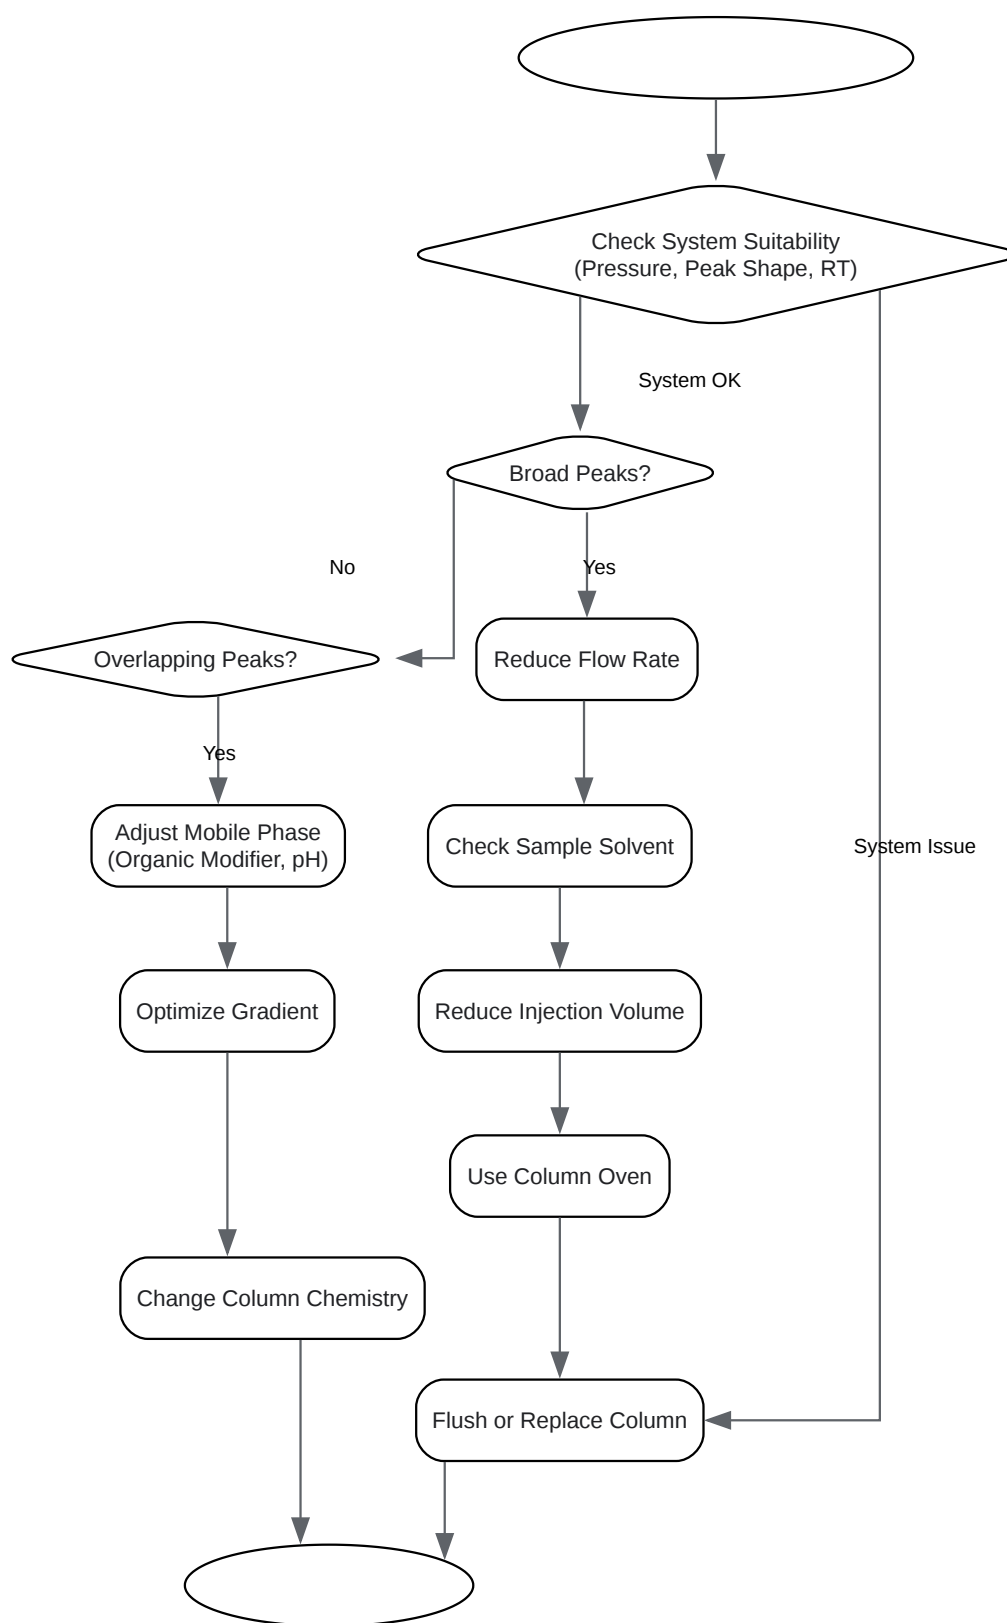 Check System Suitability
(Pressure, Peak Shape, RT)
System OK
Broad Peaks?
No
Yes
Overlapping Peaks?
Reduce Flow Rate
Yes
Adjust Mobile Phase
(Organic Modifier, pH)
Check Sample Solvent
System Issue
Optimize Gradient
Reduce Injection Volume
Use Column Oven
Change Column Chemistry
Flush or Replace Column